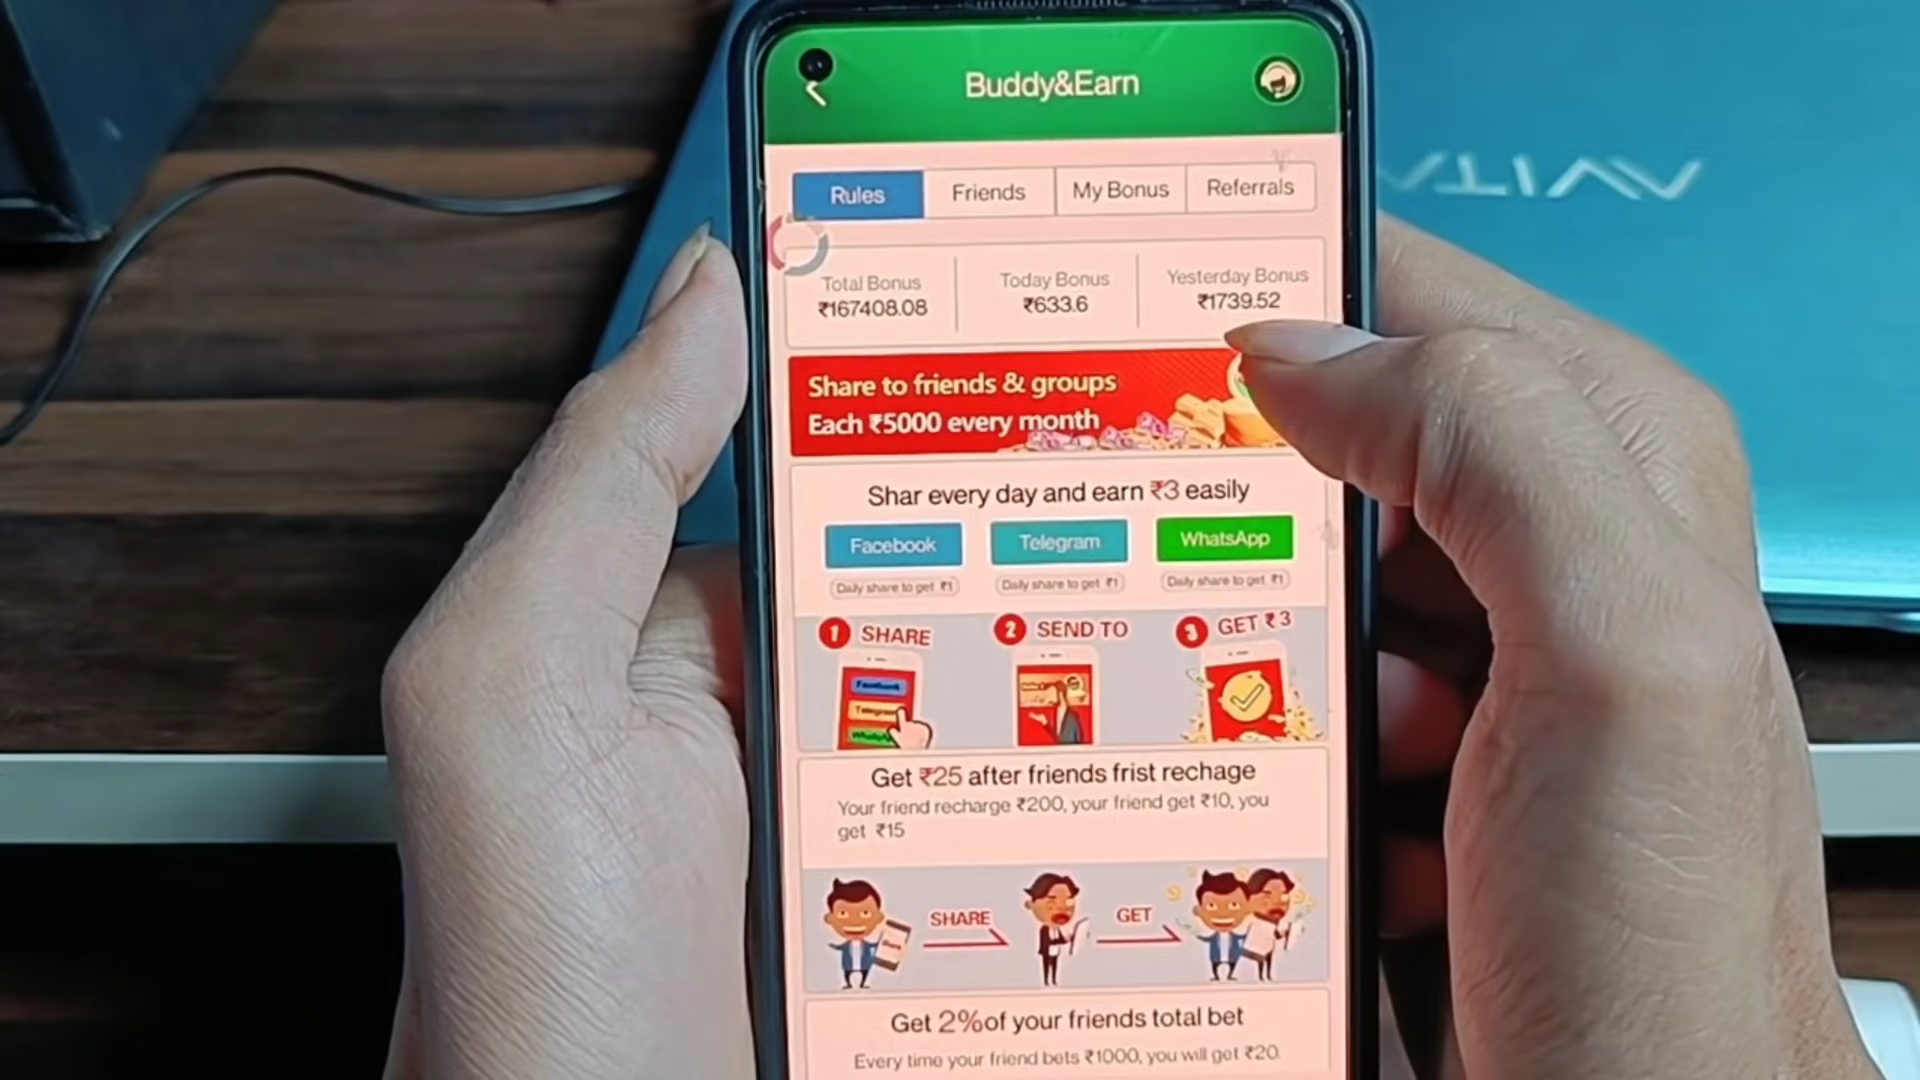 Buddy&Earn
Rules Friends My Bonus Referrals
Total Bonus Today Bonus Yesterday Bonus
₹167408.08 ₹633.6 ₹1739.52
Share to friends & groups
Each ₹5000 every month
Shar every day and earn ₹3 easily
Facebook Telegram WhatsApp
Daily share to get ₹1 Daily share to get ₹1 Daily share to get ₹1
1 SHARE 2 SEND TO 3 GET ₹3
Facebook
Telegram
WhatsA
Get ₹25 after friends frist rechage
Your friend recharge ₹200, your friend get ₹10, you
get ₹15
SHARE GET
Get 2%of your friends total bet
Every time your friend bets ₹1000, you will get ₹20
AVITA